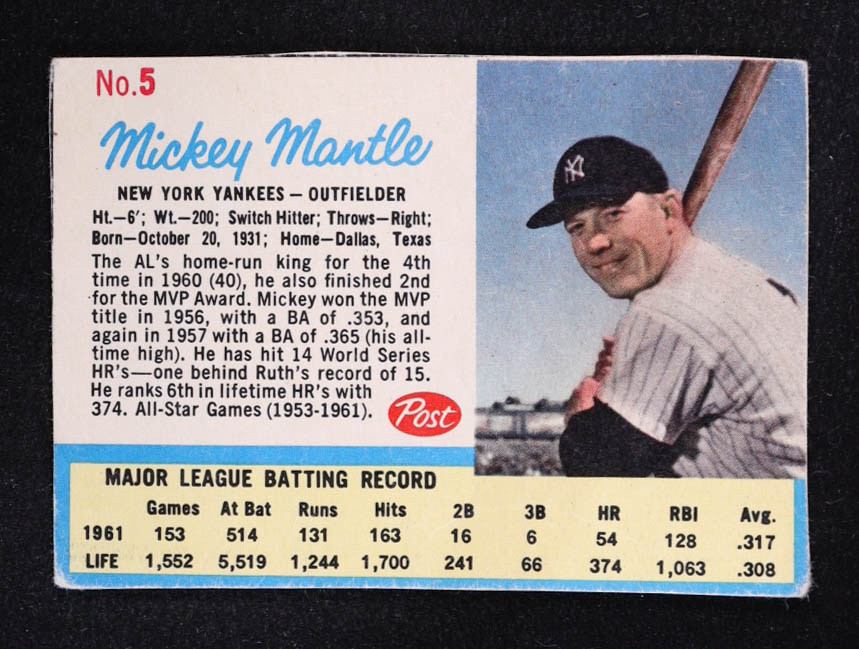 No.5
Mickey Mantle
NEW YORK YANKEES — OUTFIELDER
Ht.—6'; Wt.—200; Switch Hitter; Throws—Right;
Born—October 20, 1931; Home—Dallas, Texas
The AL's home-run king for the 4th
time in 1960 (40), he also finished 2nd
for the MVP Award. Mickey won the MVP
title in 1956, with a BA of .353, and
again in 1957 with a BA of .365 (his all-
time high). He has hit 14 World Series
HR's—one behind Ruth's record of 15.
He ranks 6th in lifetime HR's with
374. All-Star Games (1953-1961).
Post
NY
MAJOR LEAGUE BATTING RECORD
Games At Bat Runs Hits 2B 3B HR RBI Avg.
1961 153 514 131 163 16 6 54 128 .317
LIFE 1,552 5,519 1,244 1,700 241 66 374 1,063 .308